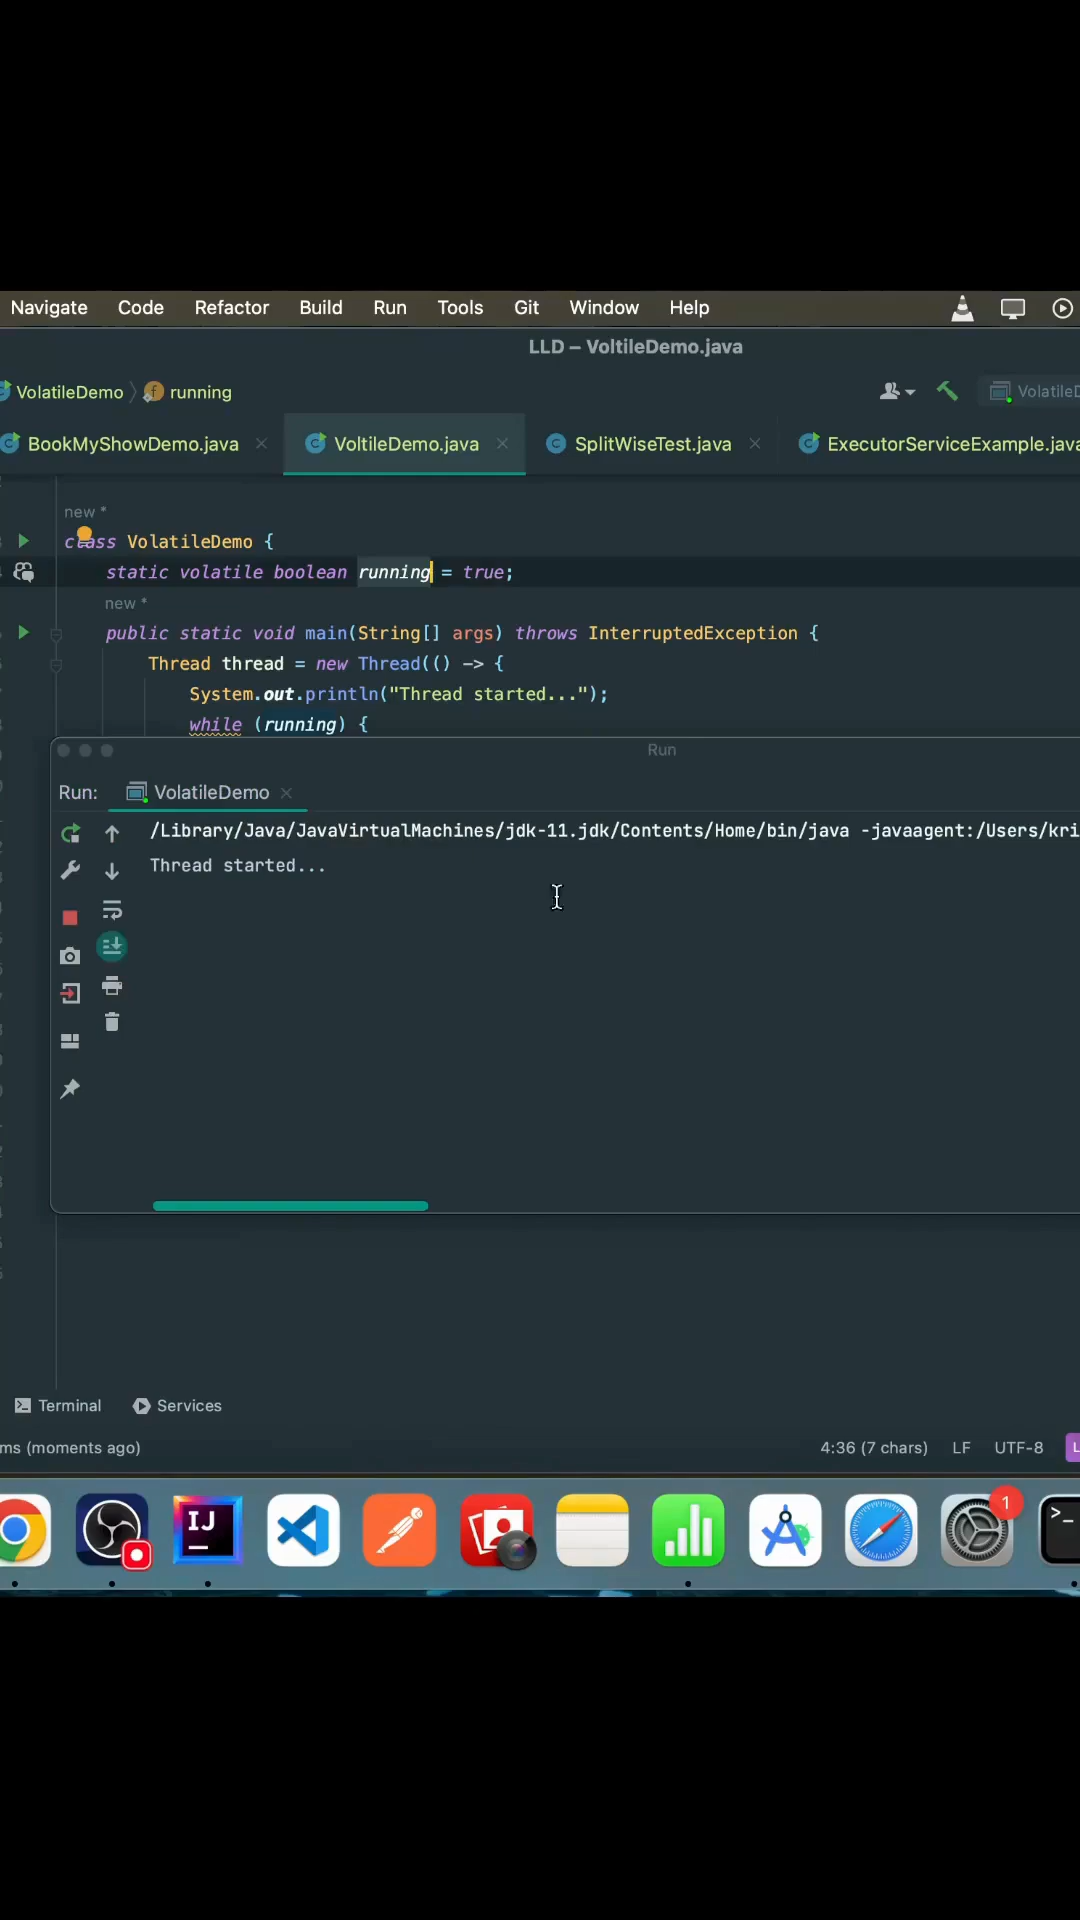 Navigate Code Refactor Build Run Tools Git Window Help
LLD – VoltileDemo.java
VolatileDemo running
BookMyShowDemo.java VoltileDemo.java SplitWiseTest.java ExecutorServiceExample.java
new *
class VolatileDemo {
static volatile boolean running = true;
new *
public static void main(String[] args) throws InterruptedException {
Thread thread = new Thread(() -> {
System.out.println("Thread started...");
while (running) {
Run
Run: VolatileDemo
/Library/Java/JavaVirtualMachines/jdk-11.jdk/Contents/Home/bin/java -javaagent:/Users/kri
Thread started...
Terminal Services
ms (moments ago) 4:36 (7 chars) LF UTF-8
IJ 1 >_